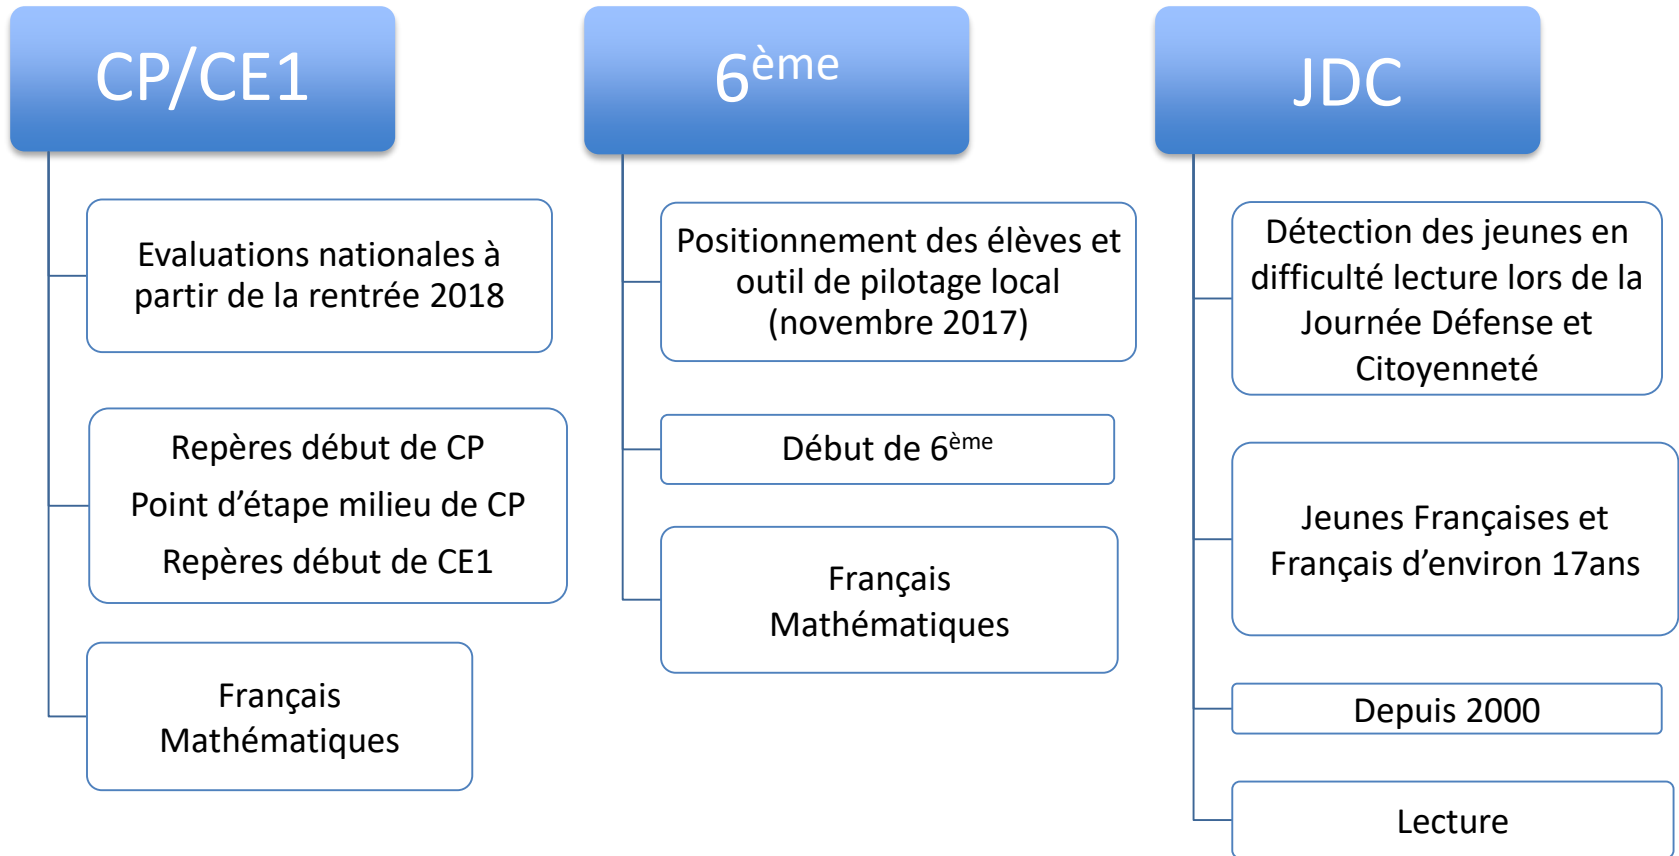 CP/CE1
Evaluations nationales à
partir de la rentrée 2018
Repères début de CP
Point d’étape milieu de CP
Repères début de CE1
Français
Mathématiques
6ème
Positionnement des élèves et
outil de pilotage local
(novembre 2017)
Début de 6ème
Français
Mathématiques
JDC
Détection des jeunes en
difficulté lecture lors de la
Journée Défense et
Citoyenneté
Jeunes Françaises et
Français d’environ 17ans
Depuis 2000
Lecture